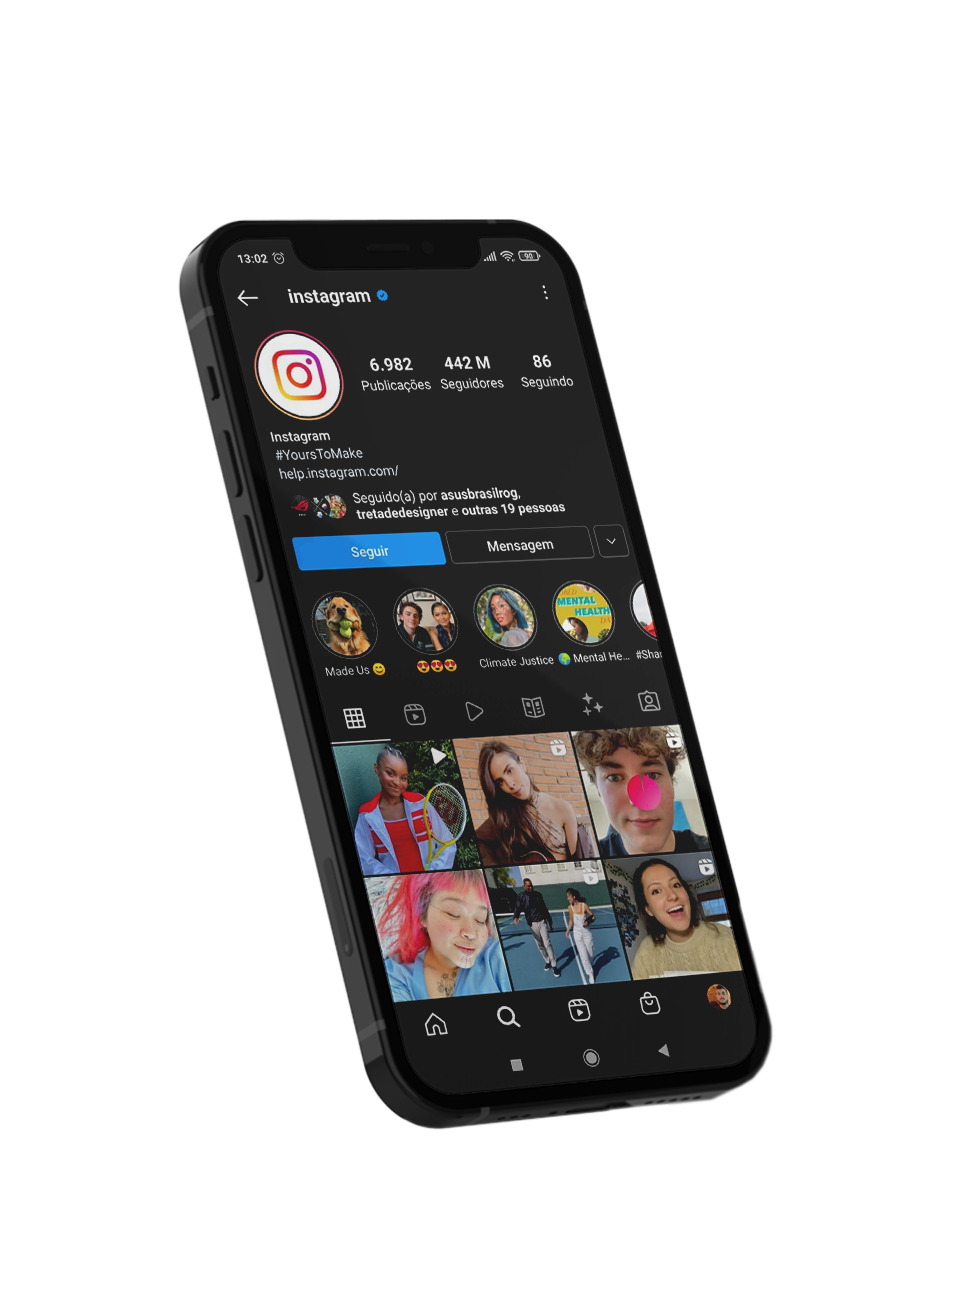 13:02
90
instagram
6.982 442 M 86
Publicações Seguidores Seguindo
Instagram
#YoursToMake
help.instagram.com/
Seguido(a) por asusbrasilrog,
tretadedesigner e outras 19 pessoas
Seguir Mensagem
MENTAL
HEALTH
Made Us 😊 😍😍😍 Climate Justice 🌍 Mental He... #Shar